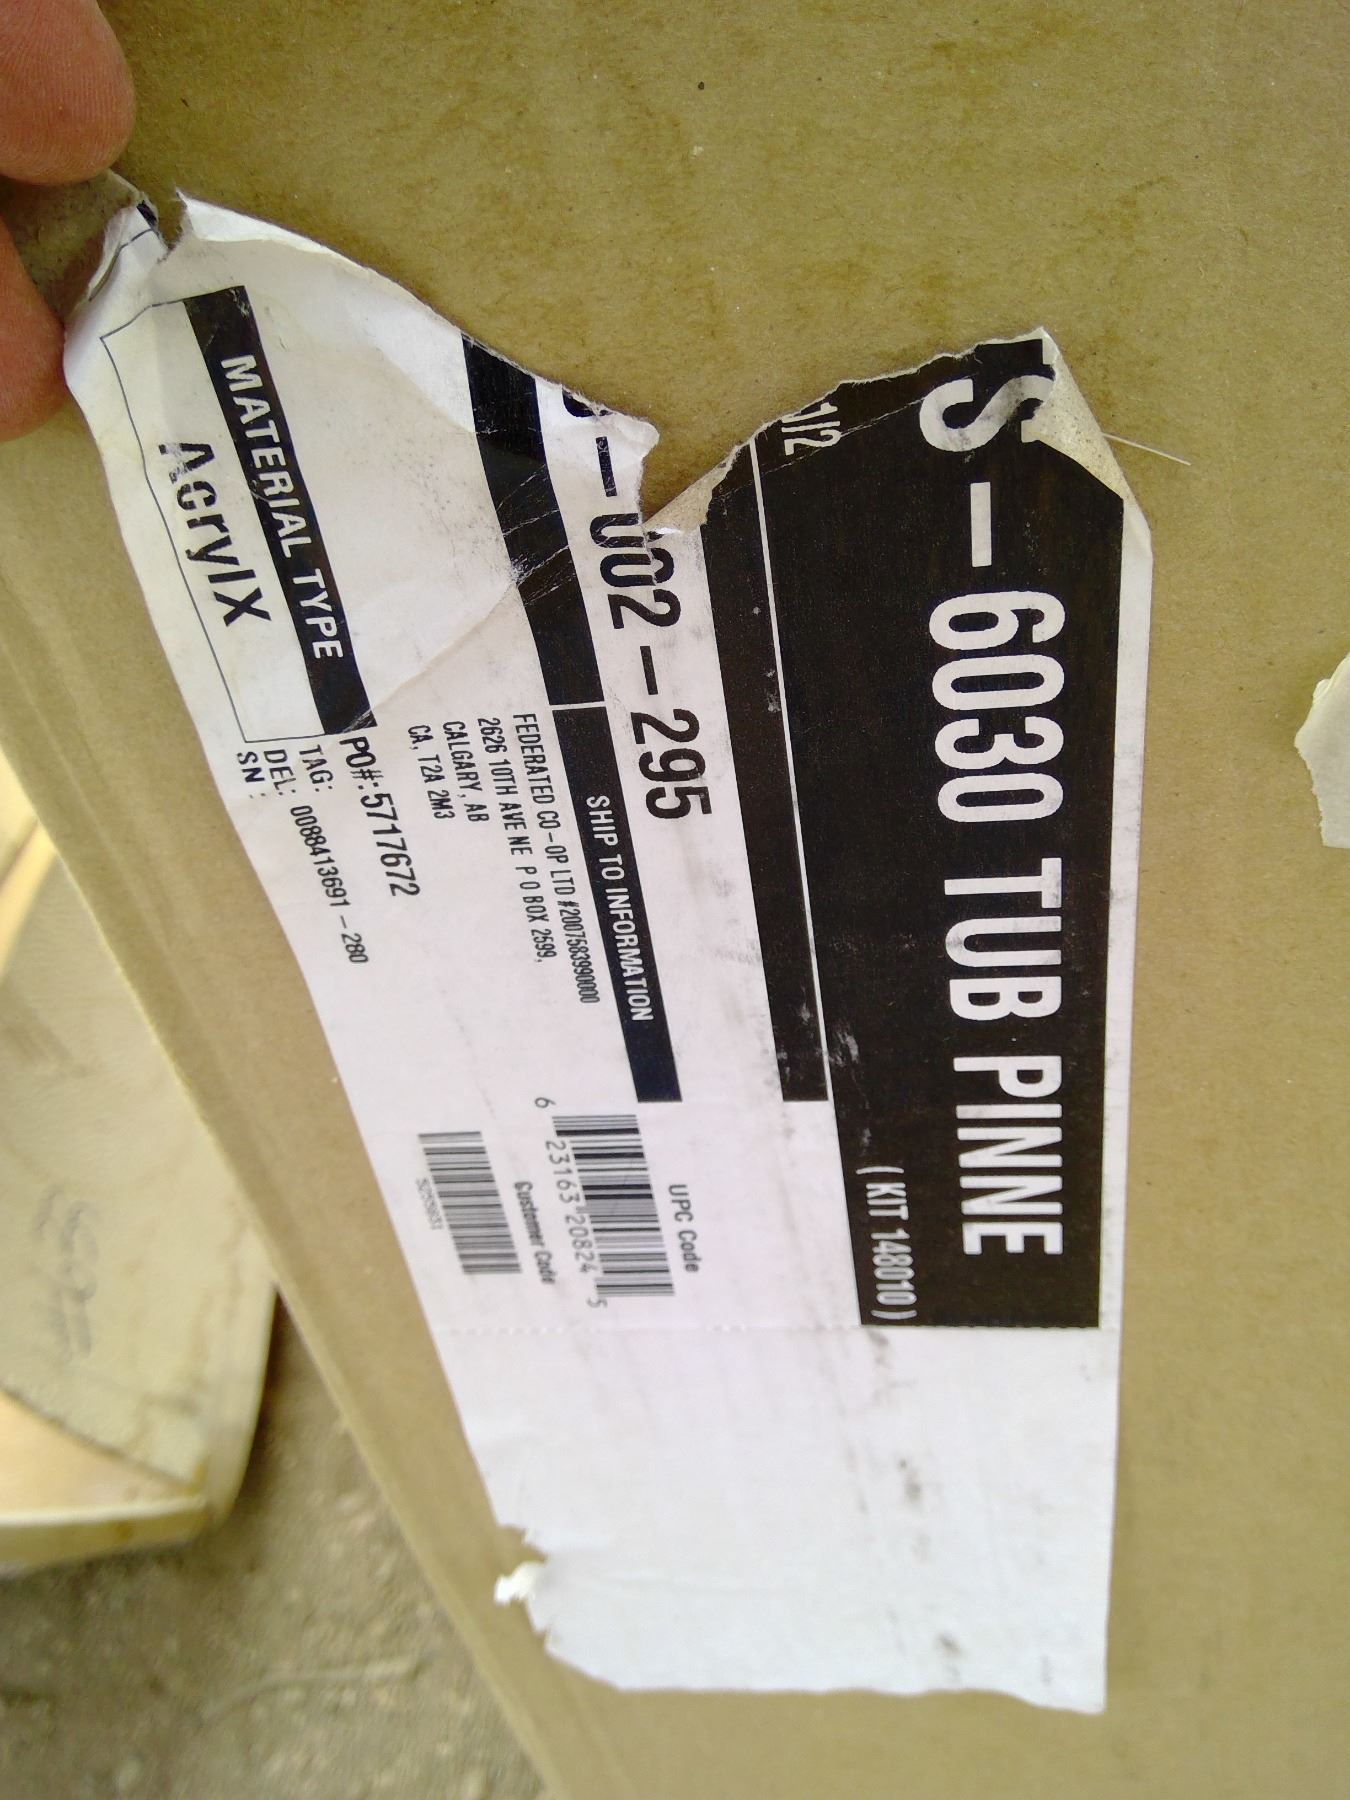 S-6030 TUB PINNE
(KIT 148010)
1/2
-002-295
SHIP TO INFORMATION
FEDERATED CO-OP LTD #2007583990000
2626 10TH AVE NE P O BOX 2599,
CALGARY, AB
CA, T2A 2M3
UPC Code
6 23163 20824 5
Customer Code
MATERIAL TYPE
AcrylX
PO#:5717672
TAG:
DEL: 0088413691-280
SN :